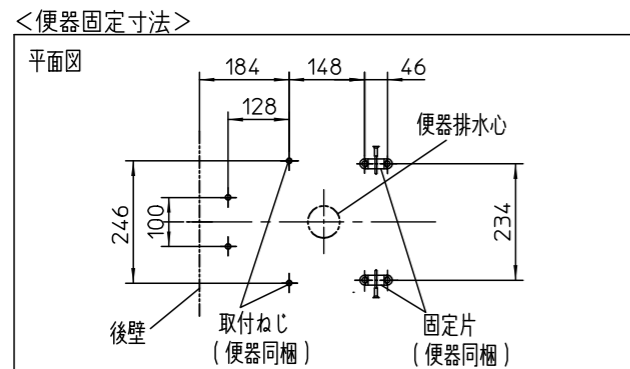 <便器固定寸法>
平面図
184
148
46
128
便器排水心
246
100
234
後壁
取付ねじ
(便器同梱)
固定片
(便器同梱)